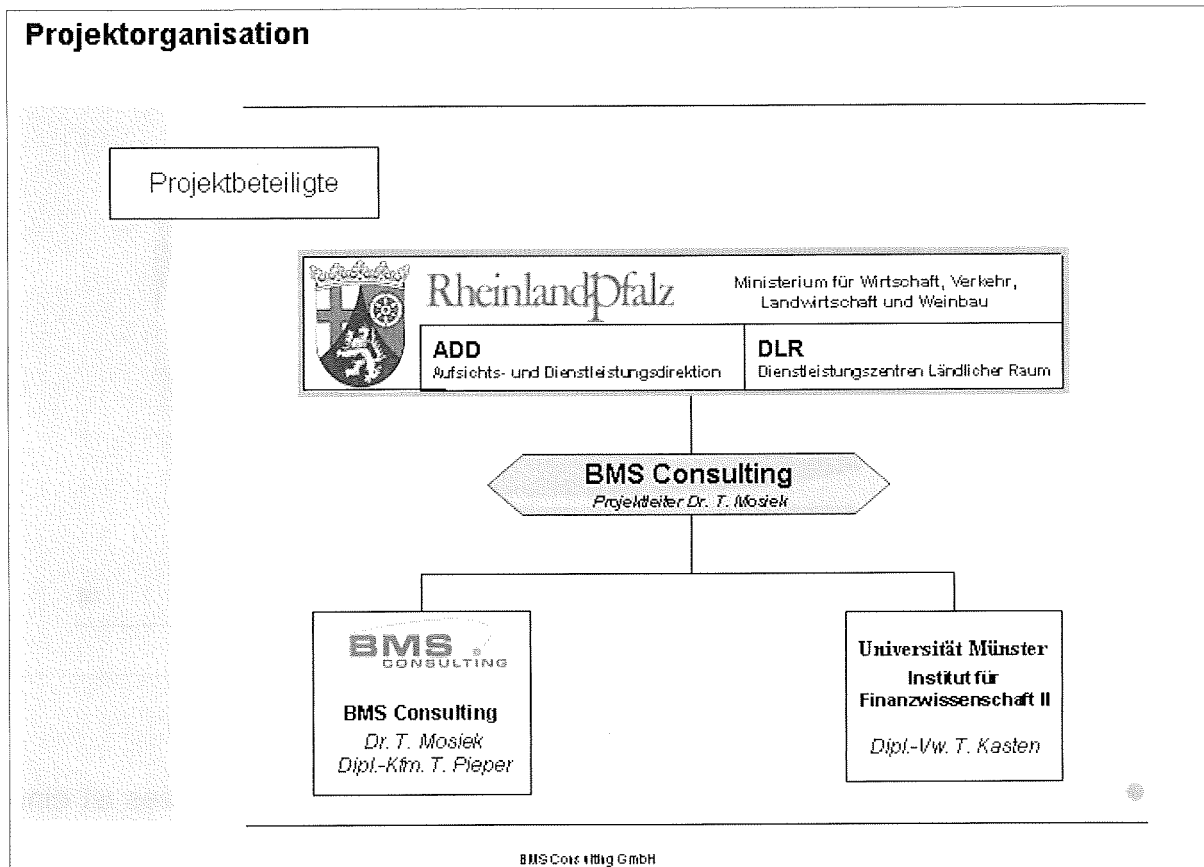 Projektorganisation
Projektbeteiligte
RheinlandPfalz
Ministerium für Wirtschaft, Verkehr,
Landwirtschaft und Weinbau
ADD
Aufsichts- und Dienstleistungsdirektion
DLR
Dienstleistungszentren Ländlicher Raum
BMS Consulting
Projektleiter Dr. T. Mosiek
BMS
CONSULTING
BMS Consulting
Dr. T. Mosiek
Dipl.-Kfm. T. Pieper
Universität Münster
Institut für
Finanzwissenschaft II
Dipl.-Vw. T. Kasten
BMS Consulting GmbH